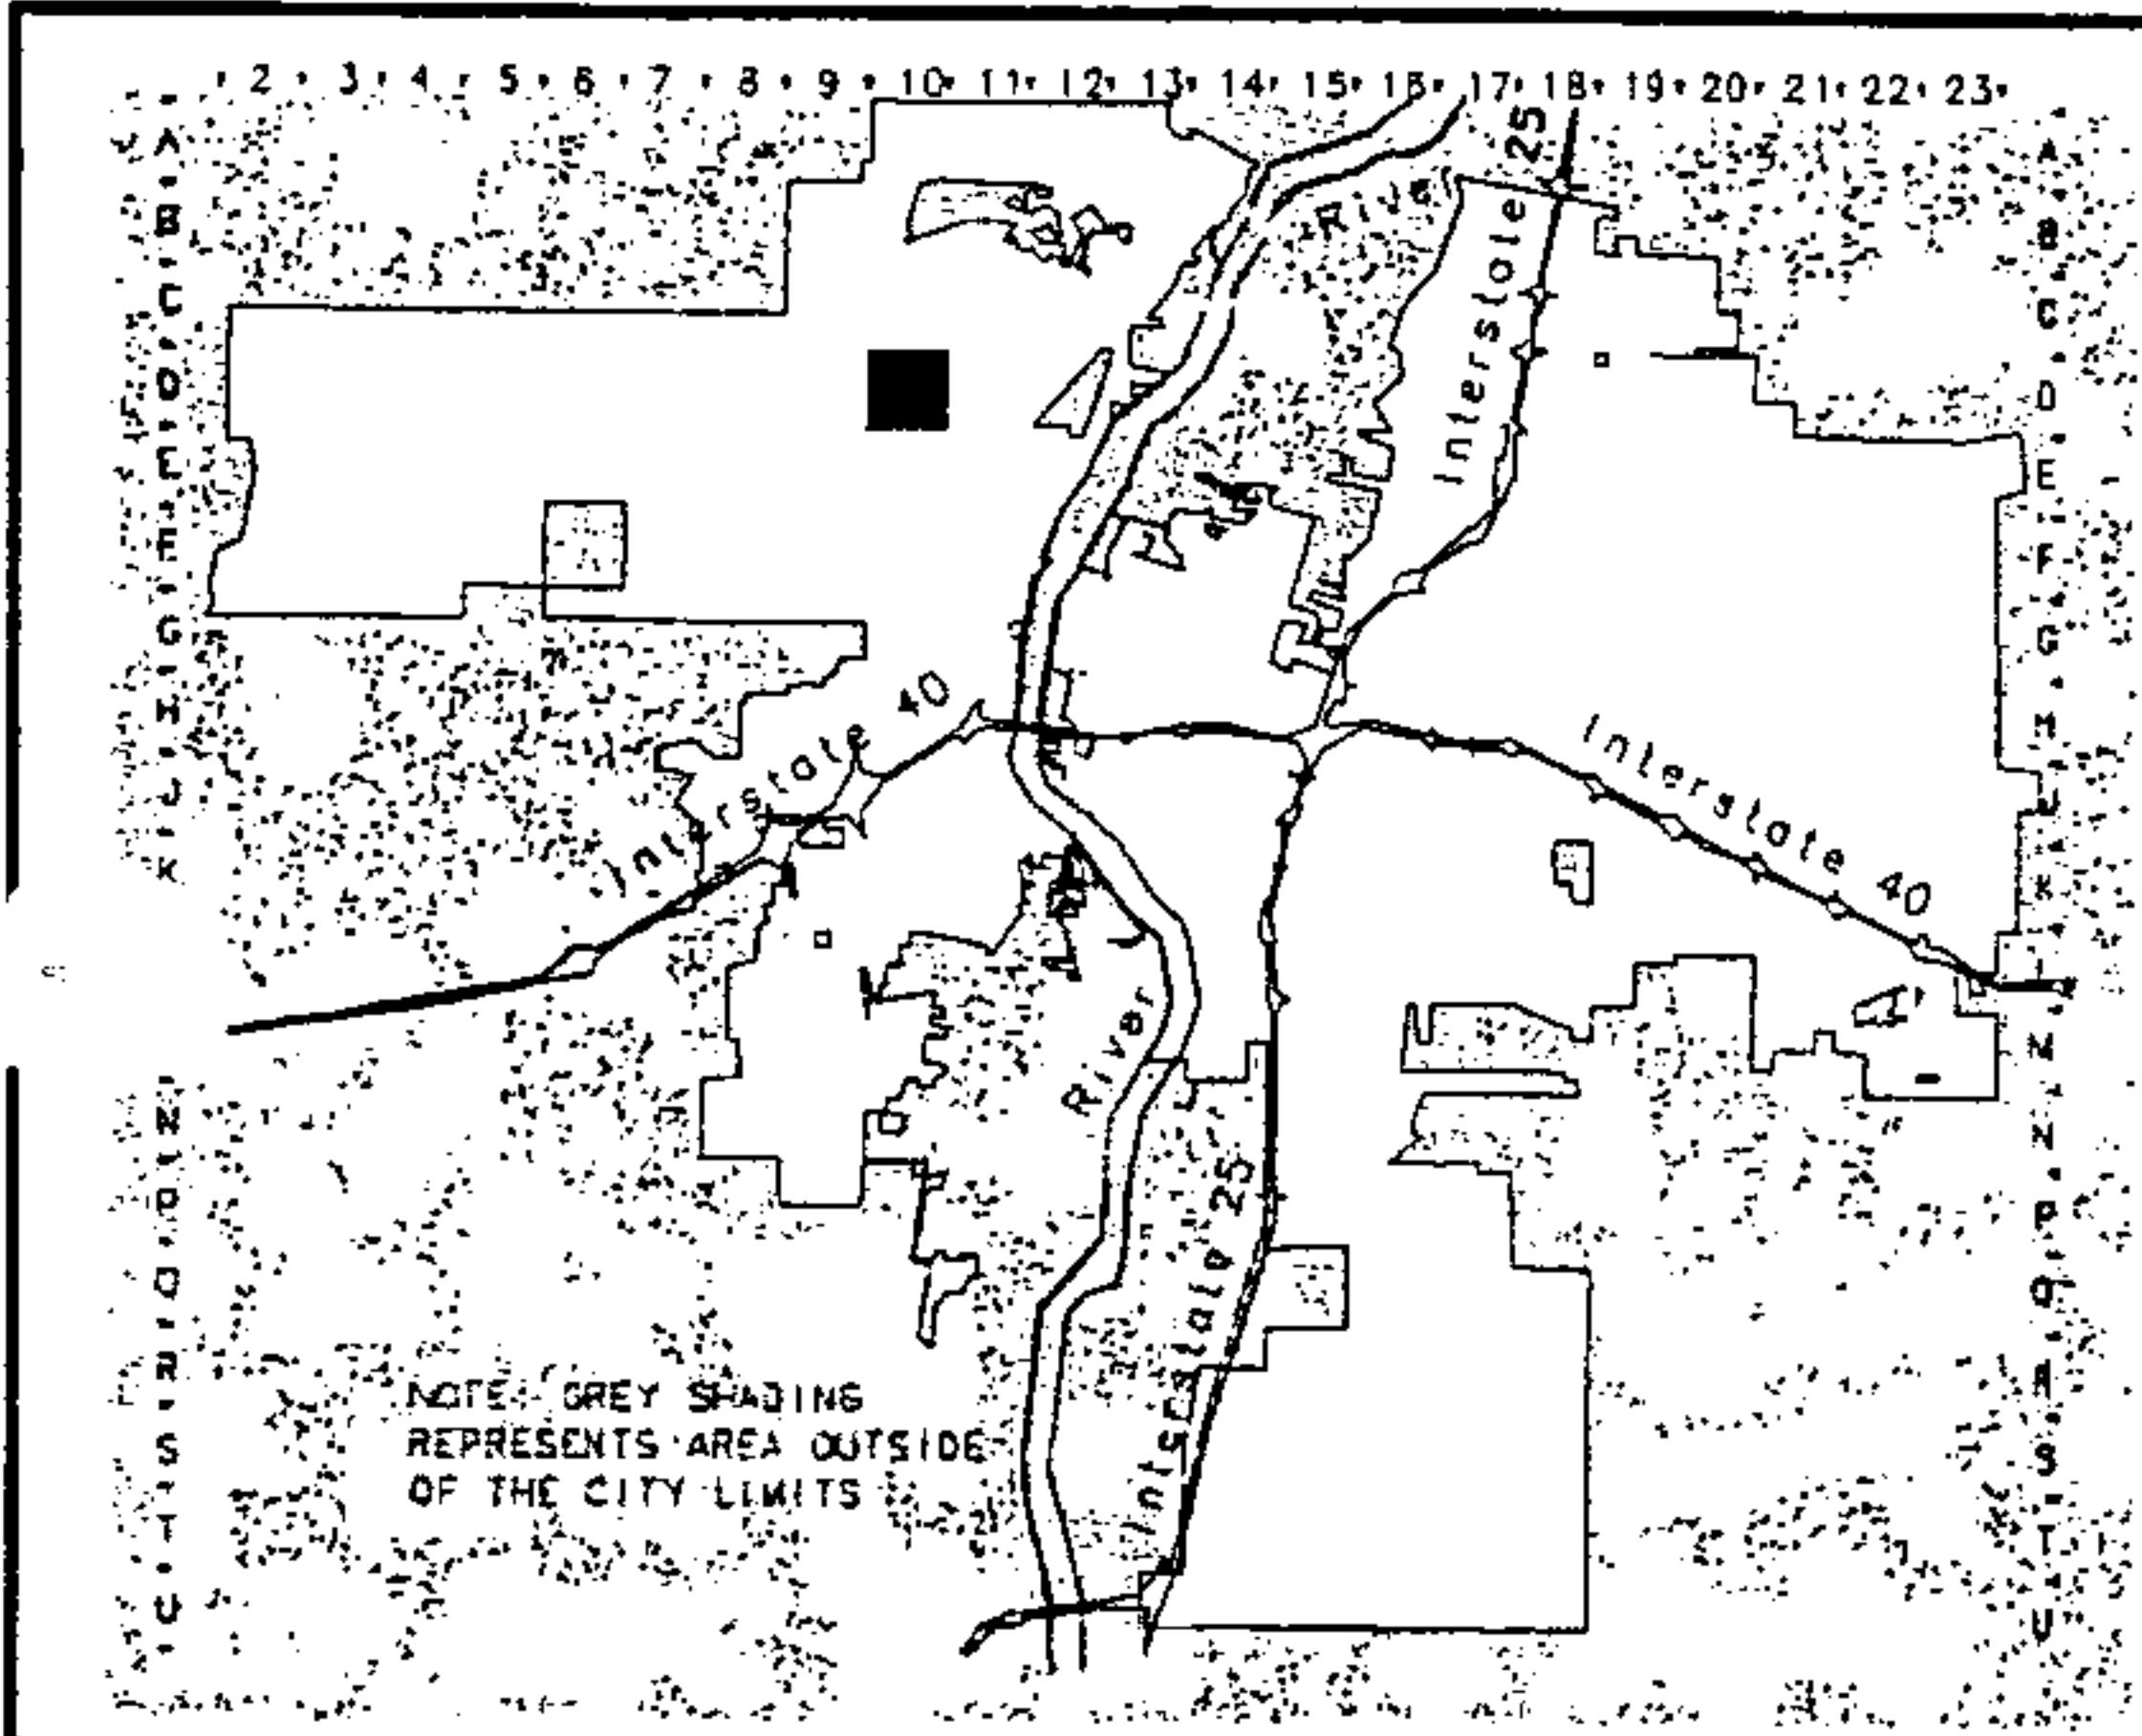 2 3 4 5 6 7 8 9 10 11 12 13 14 15 16 17 18 19 20 21 22 23
A
B
C
D
E
F
G
H
J
K
N
P
Q
R
S
T
U
A
B
C
D
E
F
G
H
J
K
L
M
N
P
Q
R
S
T
U
River
Interstate 25
Interstate 40
Interstate 40
River
Interstate 25
NOTE: GREY SHADING
REPRESENTS AREA OUTSIDE
OF THE CITY LIMITS